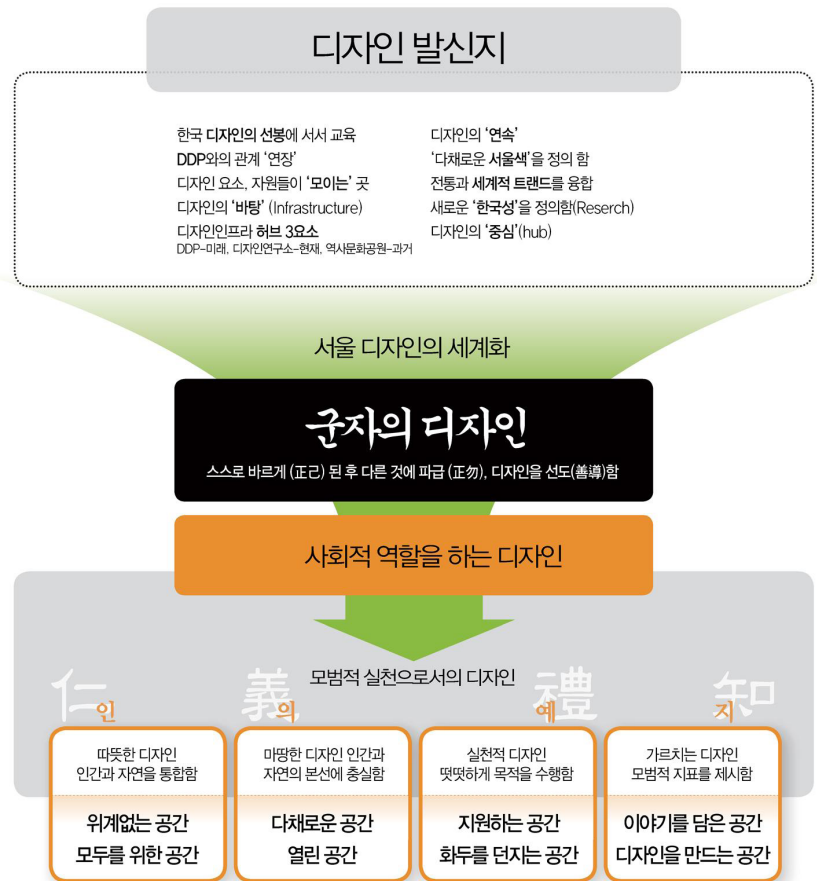 디자인 발신지
한국 디자인의 선봉에 서서 교육
DDP와의 관계 '연장'
디자인 요소, 자원들이 '모이는' 곳
디자인의 '바탕' (Infrastructure)
디자인인프라 허브 3요소
DDP-미래, 디자인연구소-현재, 역사문화공원-과거
디자인의 '연속'
'다채로운 서울색'을 정의 함
전통과 세계적 트랜드를 융합
새로운 '한국성'을 정의함(Reserch)
디자인의 '중심'(hub)
서울 디자인의 세계화
군자의 디자인
스스로 바르게 (正己) 된 후 다른 것에 파급 (正勿), 디자인을 선도(善導)함
사회적 역할을 하는 디자인
모범적 실천으로서의 디자인
仁 인
따뜻한 디자인
인간과 자연을 통합함
위계없는 공간
모두를 위한 공간
義 의
마땅한 디자인 인간과
자연의 본선에 충실함
다채로운 공간
열린 공간
禮 예
실천적 디자인
떳떳하게 목적을 수행함
지원하는 공간
화두를 던지는 공간
知 지
가르치는 디자인
모범적 지표를 제시함
이야기를 담은 공간
디자인을 만드는 공간